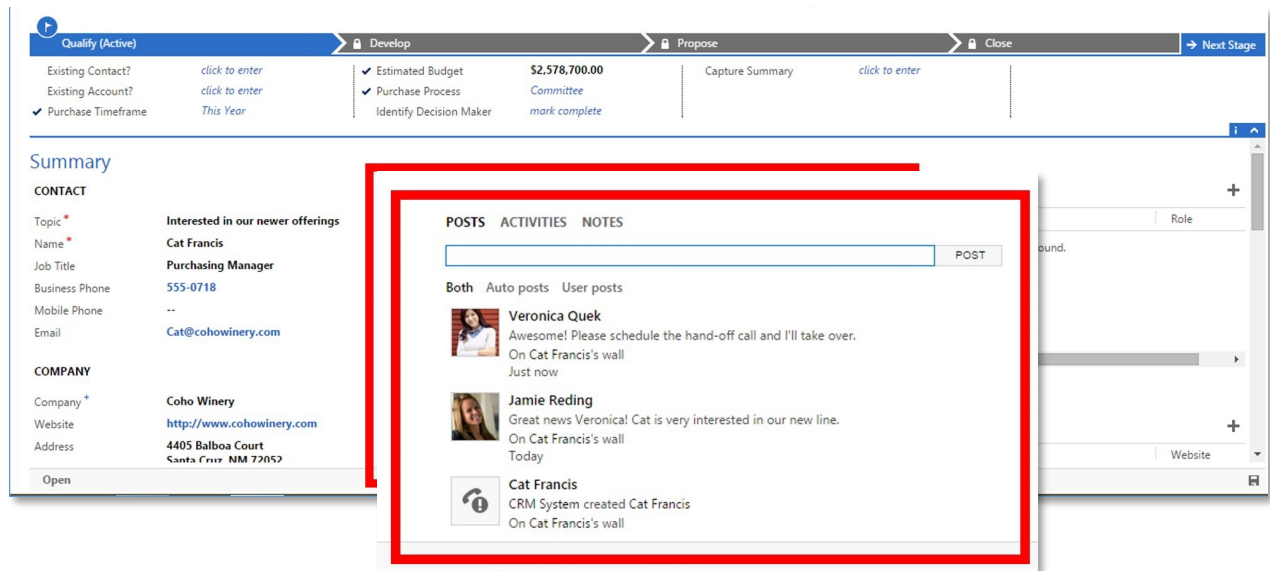 Qualify (Active) Develop Propose Close → Next Stage
Existing Contact? click to enter ✔ Estimated Budget $2,578,700.00 Capture Summary click to enter
Existing Account? click to enter ✔ Purchase Process Committee
✔ Purchase Timeframe This Year Identify Decision Maker mark complete
i
Summary
CONTACT
Topic * Interested in our newer offerings
Name * Cat Francis
Job Title Purchasing Manager
Business Phone 555-0718
Mobile Phone --
Email Cat@cohowinery.com
COMPANY
Company + Coho Winery
Website http://www.cohowinery.com
Address 4405 Balboa Court
Santa Cruz, NM 72052
Open
POSTS ACTIVITIES NOTES
POST
Both Auto posts User posts
Veronica Quek
Awesome! Please schedule the hand-off call and I'll take over.
On Cat Francis's wall
Just now
Jamie Reding
Great news Veronica! Cat is very interested in our new line.
On Cat Francis's wall
Today
Cat Francis
CRM System created Cat Francis
On Cat Francis's wall
+
Role
ound.
+
Website